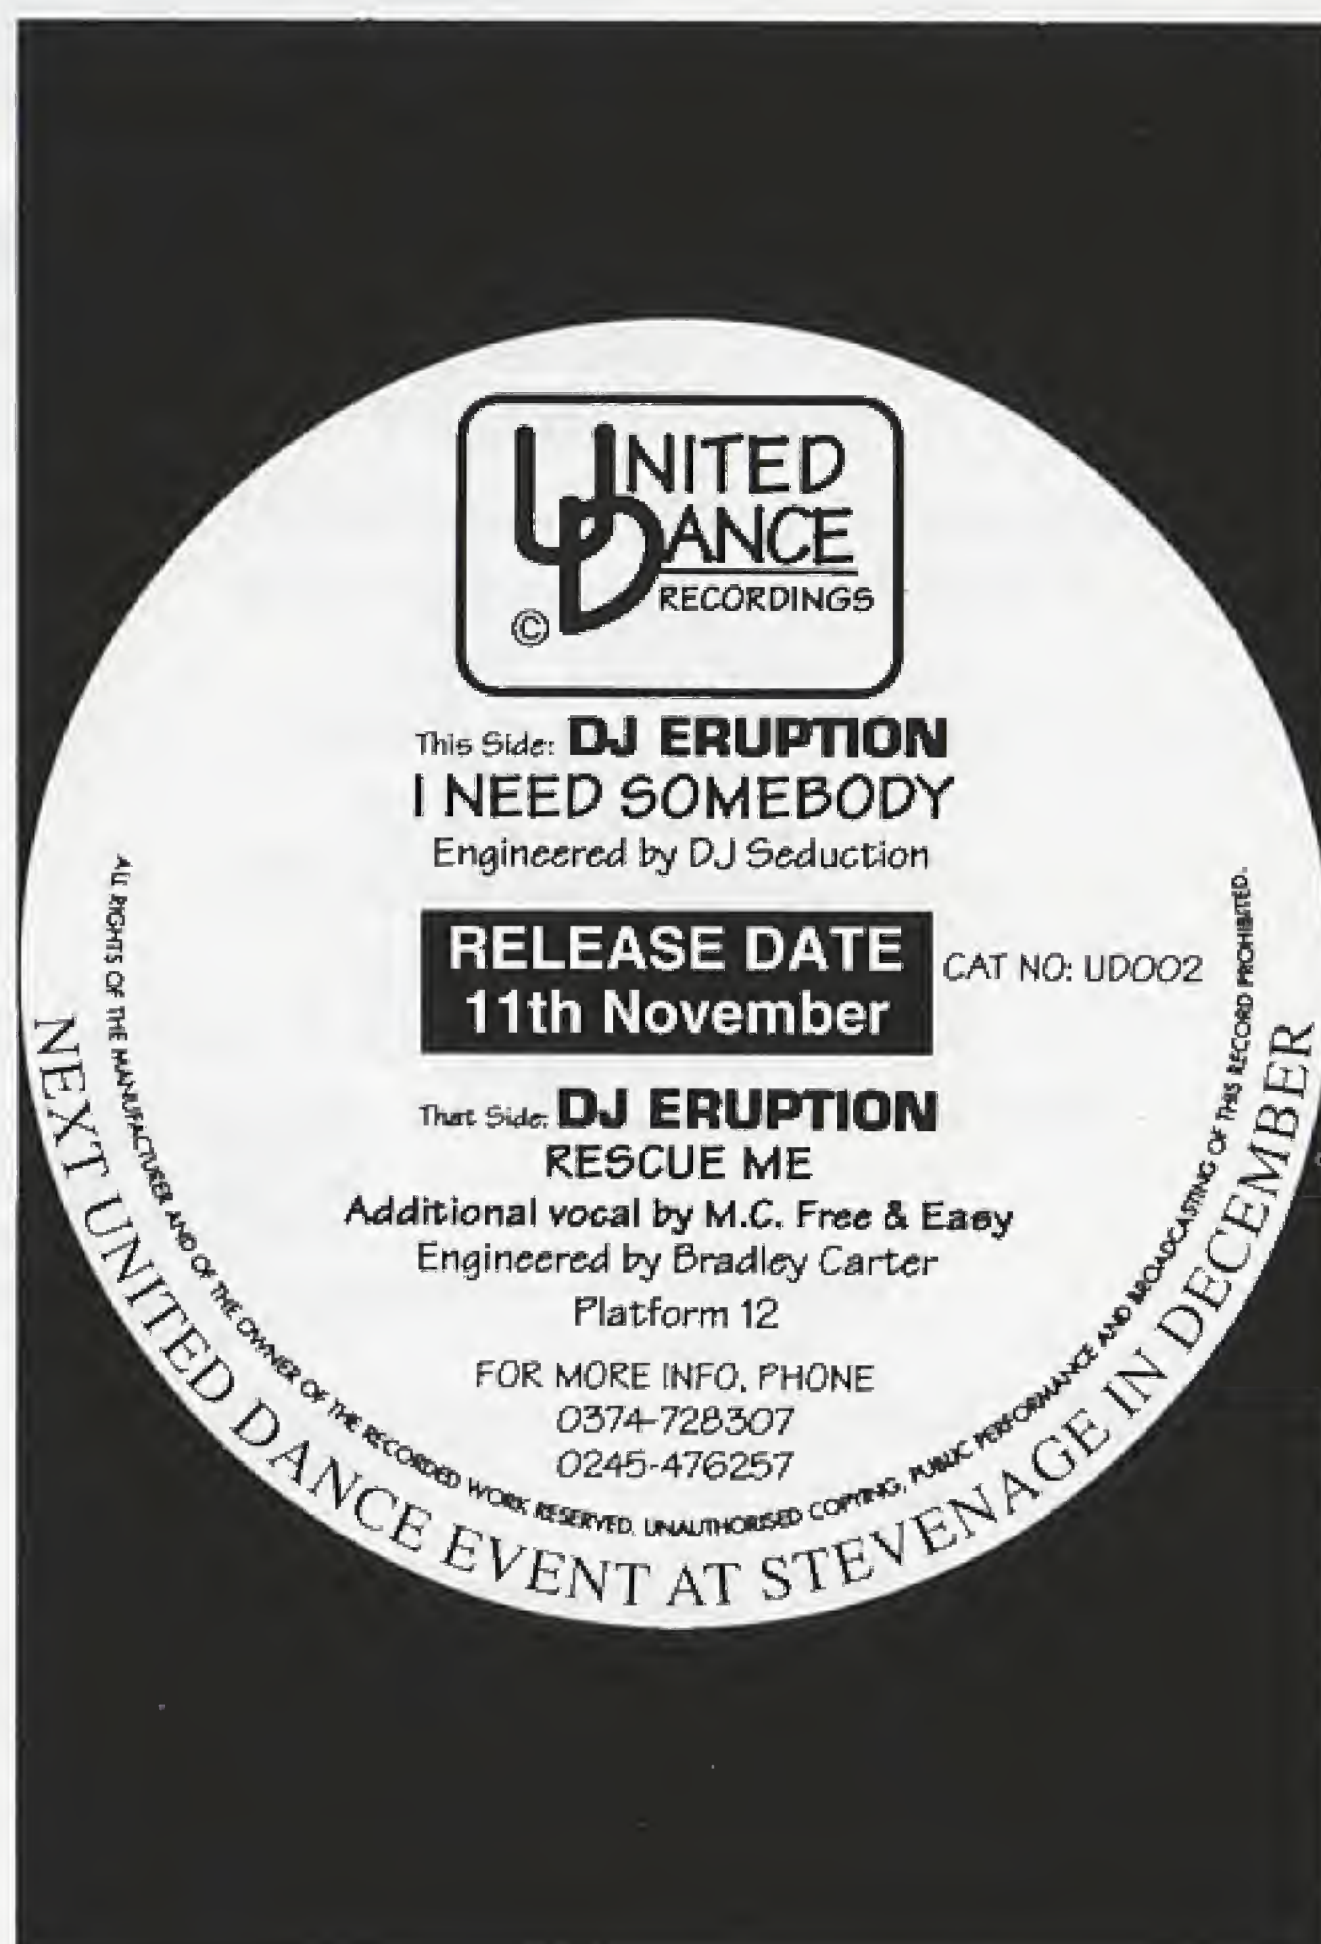 UNITED
DANCE
RECORDINGS
©
This Side: DJ ERUPTION
I NEED SOMEBODY
Engineered by DJ Seduction
RELEASE DATE
11th November
CAT NO: UD002
That Side: DJ ERUPTION
RESCUE ME
Additional vocal by M.C. Free & Easy
Engineered by Bradley Carter
Platform 12
FOR MORE INFO, PHONE
0374-728307
0245-476257
ALL RIGHTS OF THE MANUFACTURER AND OF THE OWNER OF THE RECORDED WORK RESERVED. UNAUTHORISED COPYING, PUBLIC PERFORMANCE AND BROADCASTING OF THIS RECORD PROHIBITED.
NEXT UNITED DANCE EVENT AT STEVENAGE IN DECEMBER